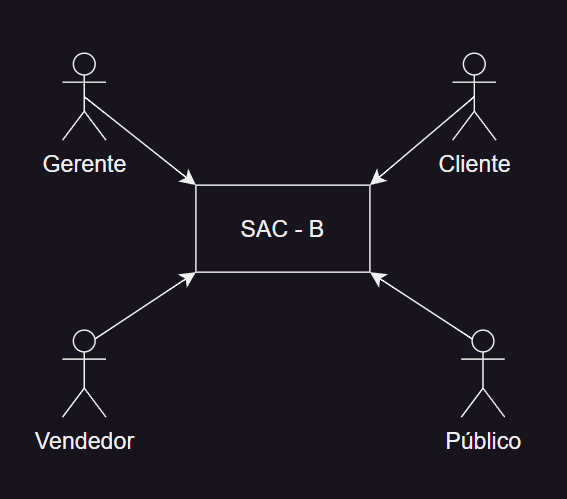 Gerente
Cliente
SAC - B
Vendedor
Público